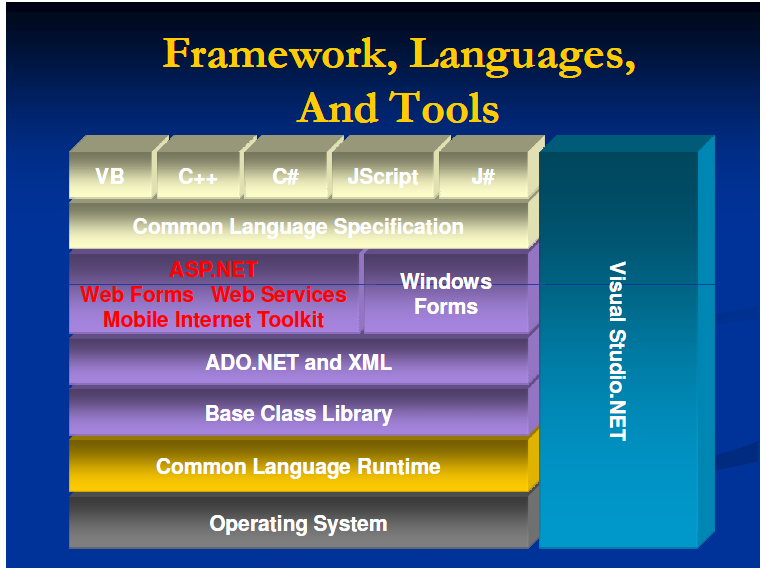 Framework, Languages,
And Tools
VB C++ C# JScript J#
Common Language Specification
ASP.NET
Web Forms Web Services
Mobile Internet Toolkit
Windows
Forms
ADO.NET and XML
Base Class Library
Common Language Runtime
Operating System
Visual Studio.NET